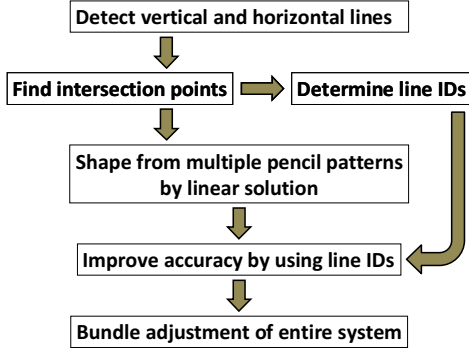 Detect vertical and horizontal lines
Find intersection points
Determine line IDs
Shape from multiple pencil patterns
by linear solution
Improve accuracy by using line IDs
Bundle adjustment of entire system